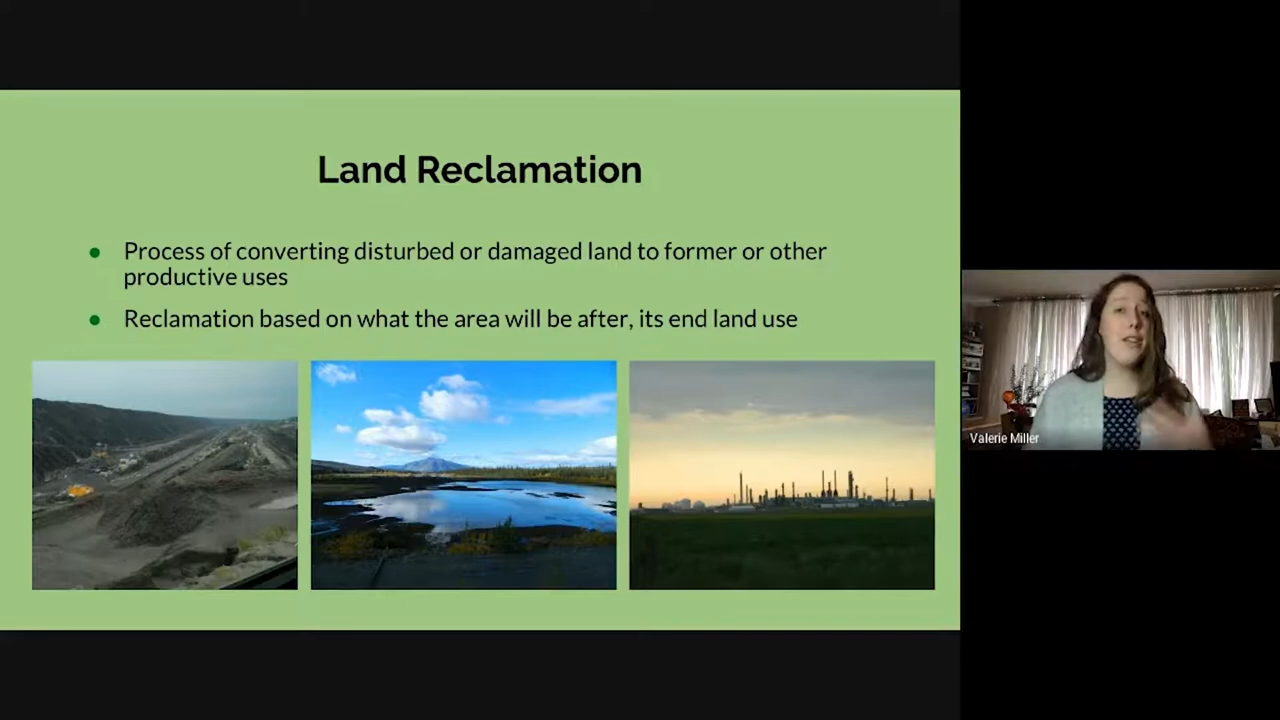 Land Reclamation
● Process of converting disturbed or damaged land to former or other
productive uses
● Reclamation based on what the area will be after, its end land use
Valerie Miller